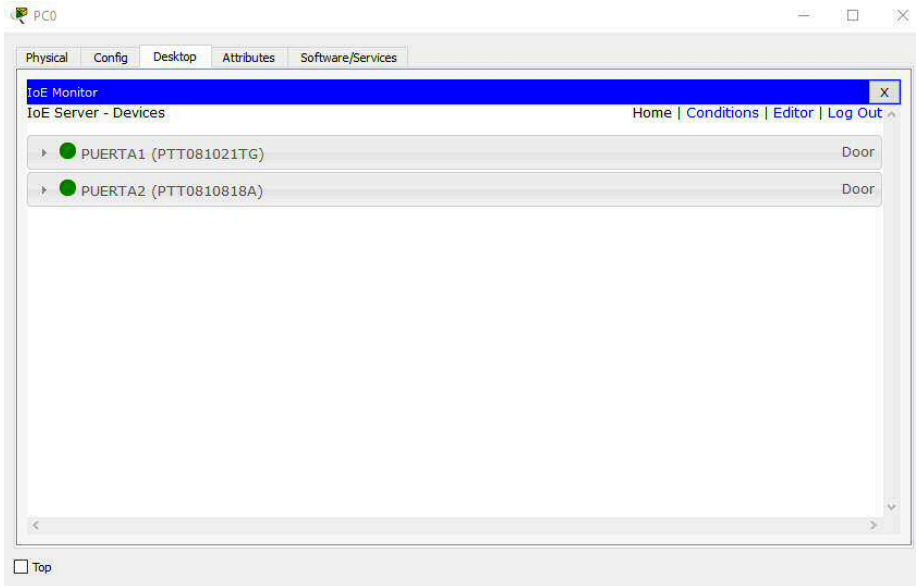 PC0
Physical Config Desktop Attributes Software/Services
IoE Monitor X
IoE Server - Devices Home | Conditions | Editor | Log Out
PUERTA1 (PTT081021TG) Door
PUERTA2 (PTT0810818A) Door
Top